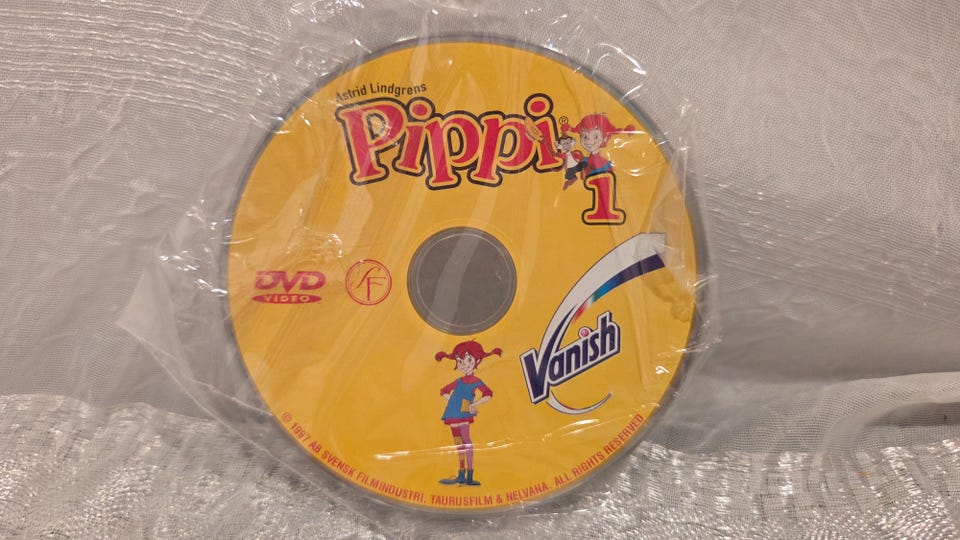 Astrid Lindgrens
Pippi®
1
DVD
VIDEO
SF
Vanish
© 1997 AB SVENSK FILMINDUSTRI, TAURUSFILM & NELVANA. ALL RIGHTS RESERVED